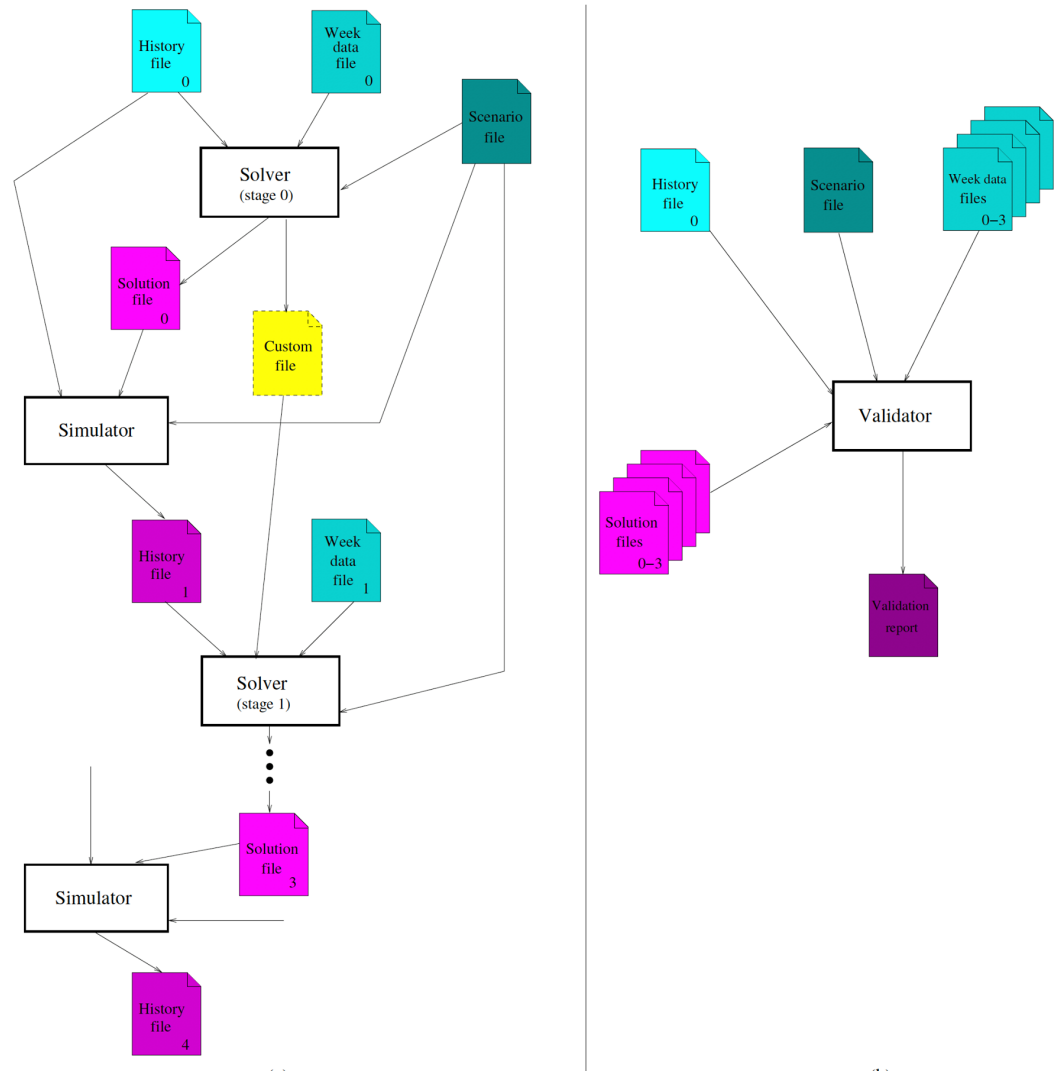 History
file
0
Week
data
file
0
Scenario
file
Solver
(stage 0)
Solution
file
0
Custom
file
Simulator
History
file
1
Week
data
file
1
Solver
(stage 1)
Solution
file
3
Simulator
History
file
4
History
file
0
Scenario
file
Week data
files
0–3
Validator
Solution
files
0–3
Validation
report